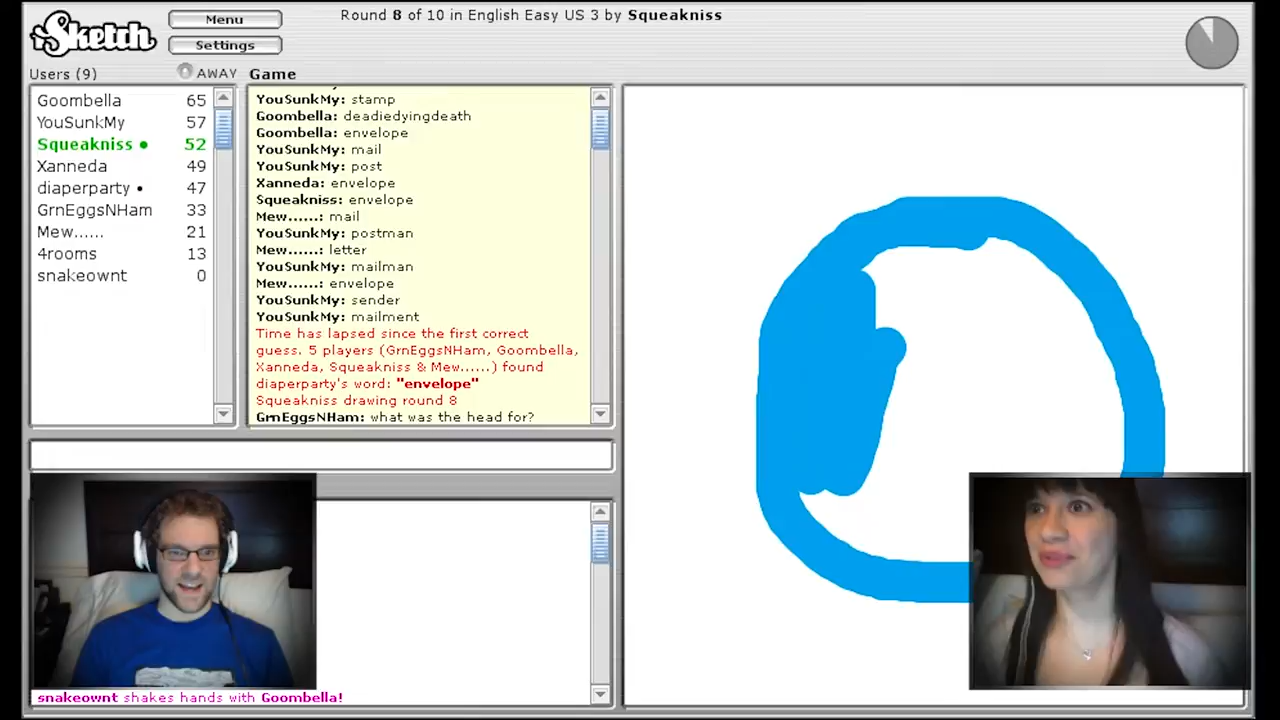 iSketch
Menu
Settings
Round 8 of 10 in English Easy US 3 by Squeakniss
Users (9)
AWAY
Game
Goombella 65
YouSunkMy 57
Squeakniss • 52
Xanneda 49
diaperparty • 47
GrnEggsNHam 33
Mew...... 21
4rooms 13
snakeownt 0
YouSunkMy: stamp
Goombella: deadiedyingdeath
Goombella: envelope
YouSunkMy: mail
YouSunkMy: post
Xanneda: envelope
Squeakniss: envelope
Mew......: mail
YouSunkMy: postman
Mew......: letter
YouSunkMy: mailman
Mew......: envelope
YouSunkMy: sender
YouSunkMy: mailment
Time has lapsed since the first correct
guess. 5 players (GrnEggsNHam, Goombella,
Xanneda, Squeakniss & Mew......) found
diaperparty's word: "envelope"
Squeakniss drawing round 8
GrnEggsNHam: what was the head for?
snakeownt shakes hands with Goombella!